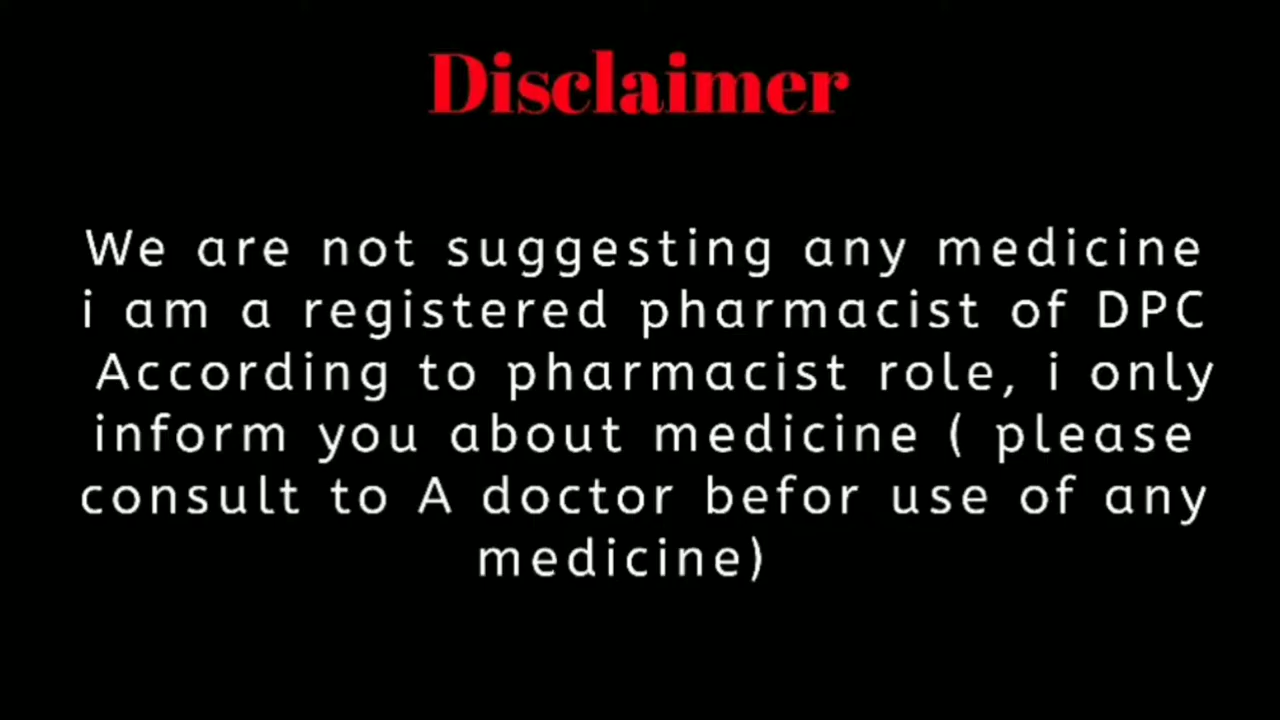 Disclaimer
We are not suggesting any medicine
i am a registered pharmacist of DPC
According to pharmacist role, i only
inform you about medicine ( please
consult to A doctor befor use of any
medicine)